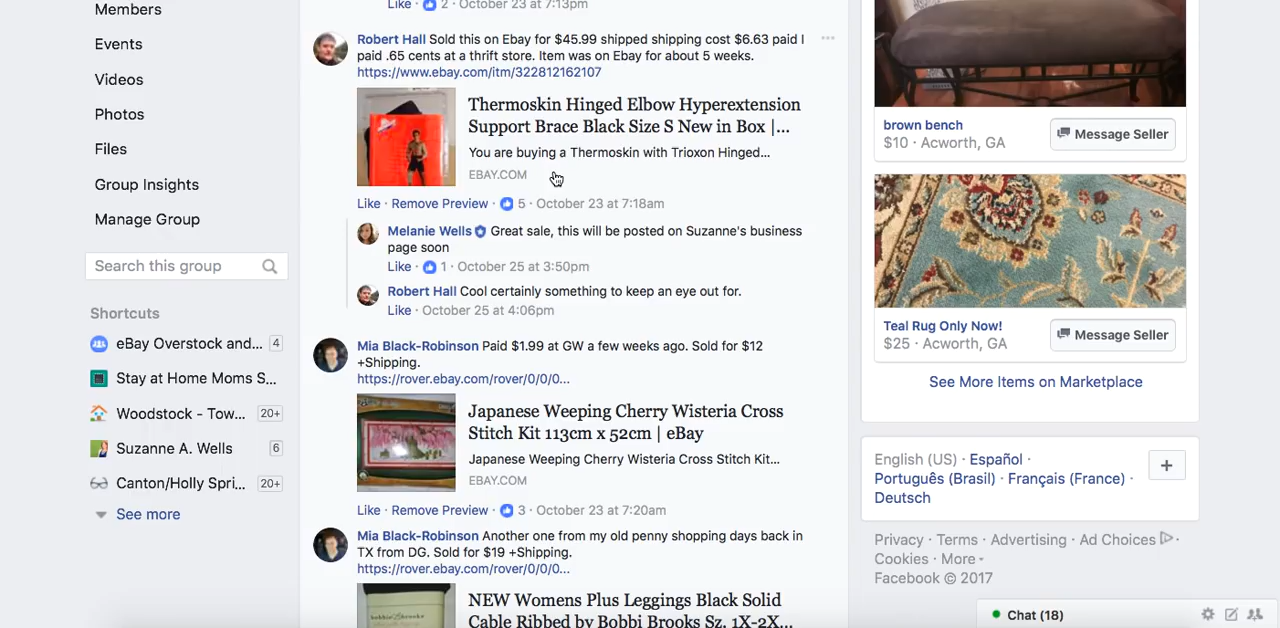 Members
Events
Videos
Photos
Files
Group Insights
Manage Group
Search this group
Shortcuts
eBay Overstock and... 4
Stay at Home Moms S...
Woodstock - Tow... 20+
Suzanne A. Wells 6
Canton/Holly Spri... 20+
See more
Like · 2 · October 23 at 7:13pm
Robert Hall Sold this on Ebay for $45.99 shipped shipping cost $6.63 paid I
paid .65 cents at a thrift store. Item was on Ebay for about 5 weeks.
https://www.ebay.com/itm/322812162107
Thermoskin Hinged Elbow Hyperextension
Support Brace Black Size S New in Box |...
You are buying a Thermoskin with Trioxon Hinged...
EBAY.COM
Like · Remove Preview · 5 · October 23 at 7:18am
Melanie Wells Great sale, this will be posted on Suzanne's business
page soon
Like · 1 · October 25 at 3:50pm
Robert Hall Cool certainly something to keep an eye out for.
Like · October 25 at 4:06pm
Mia Black-Robinson Paid $1.99 at GW a few weeks ago. Sold for $12
+Shipping.
https://rover.ebay.com/rover/0/0/0...
Japanese Weeping Cherry Wisteria Cross
Stitch Kit 113cm x 52cm | eBay
Japanese Weeping Cherry Wisteria Cross Stitch Kit...
EBAY.COM
Like · Remove Preview · 3 · October 23 at 7:20am
Mia Black-Robinson Another one from my old penny shopping days back in
TX from DG. Sold for $19 +Shipping.
https://rover.ebay.com/rover/0/0/0...
NEW Womens Plus Leggings Black Solid
Cable Ribbed by Bobbi Brooks Sz. 1X-2X...
brown bench
$10 · Acworth, GA
Message Seller
Teal Rug Only Now!
$25 · Acworth, GA
Message Seller
See More Items on Marketplace
English (US) · Español ·
Português (Brasil) · Français (France) ·
Deutsch
Privacy · Terms · Advertising · Ad Choices ·
Cookies · More
Facebook © 2017
Chat (18)